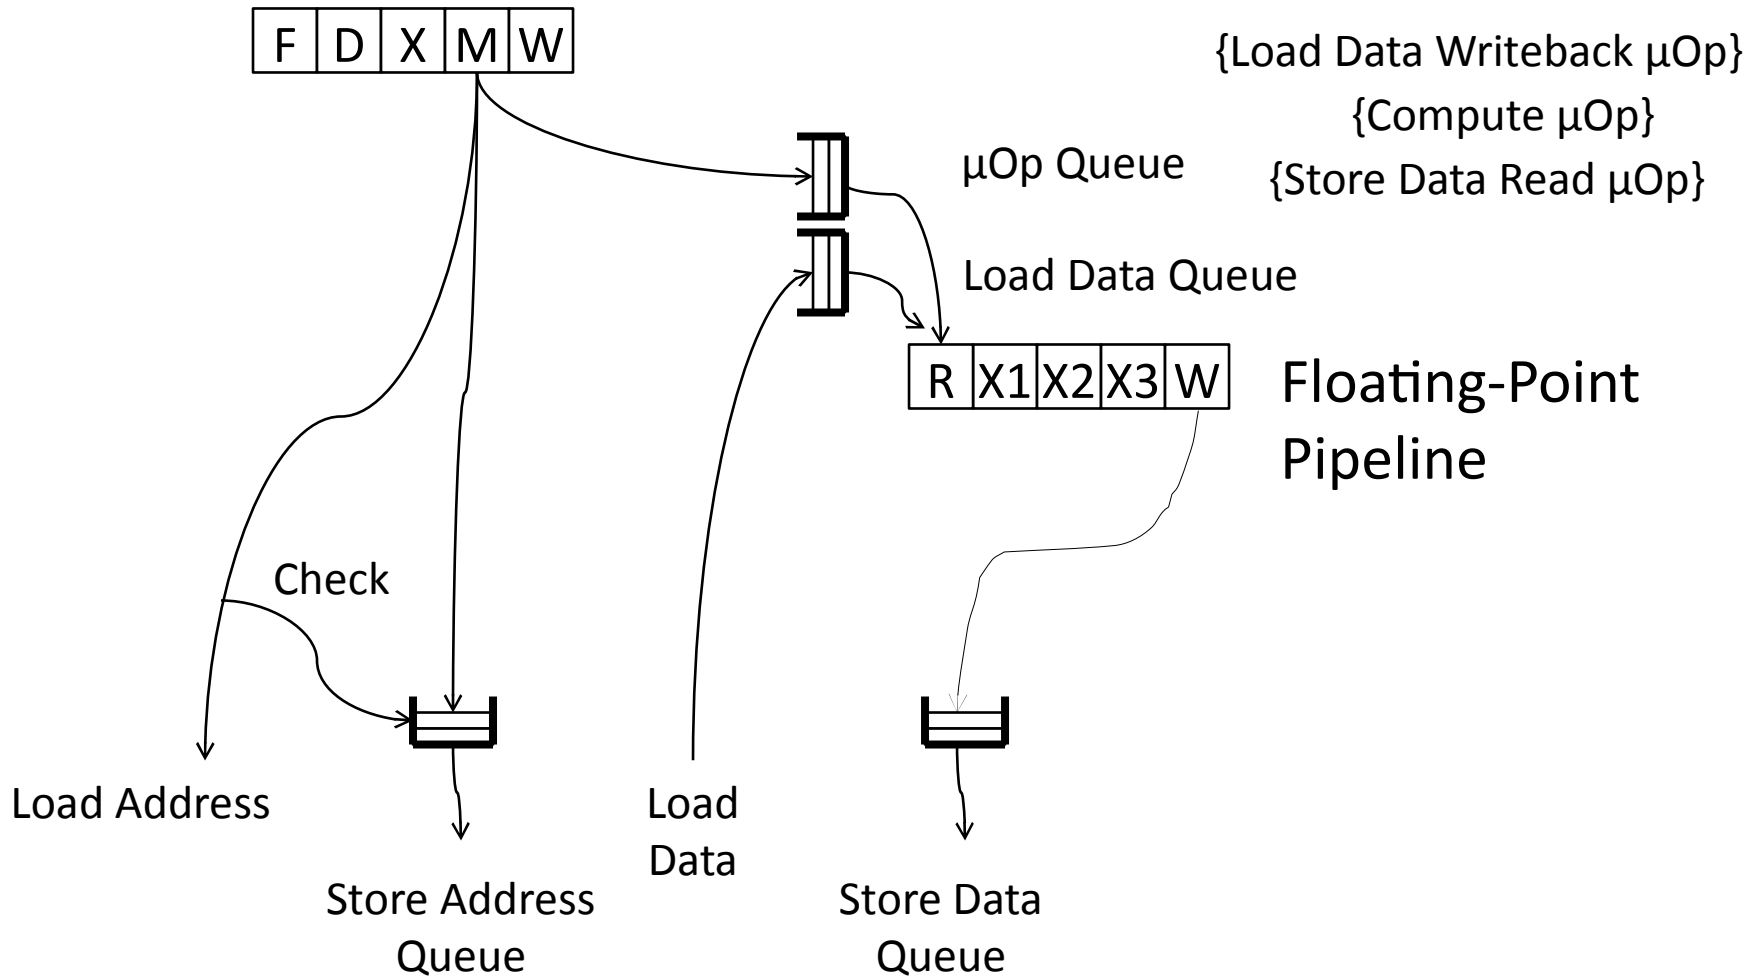 F D X M W
{Load Data Writeback µOp}
{Compute µOp}
{Store Data Read µOp}
µOp Queue
Load Data Queue
R X1 X2 X3 W
Floating-Point
Pipeline
Check
Load Address
Load
Data
Store Address
Queue
Store Data
Queue